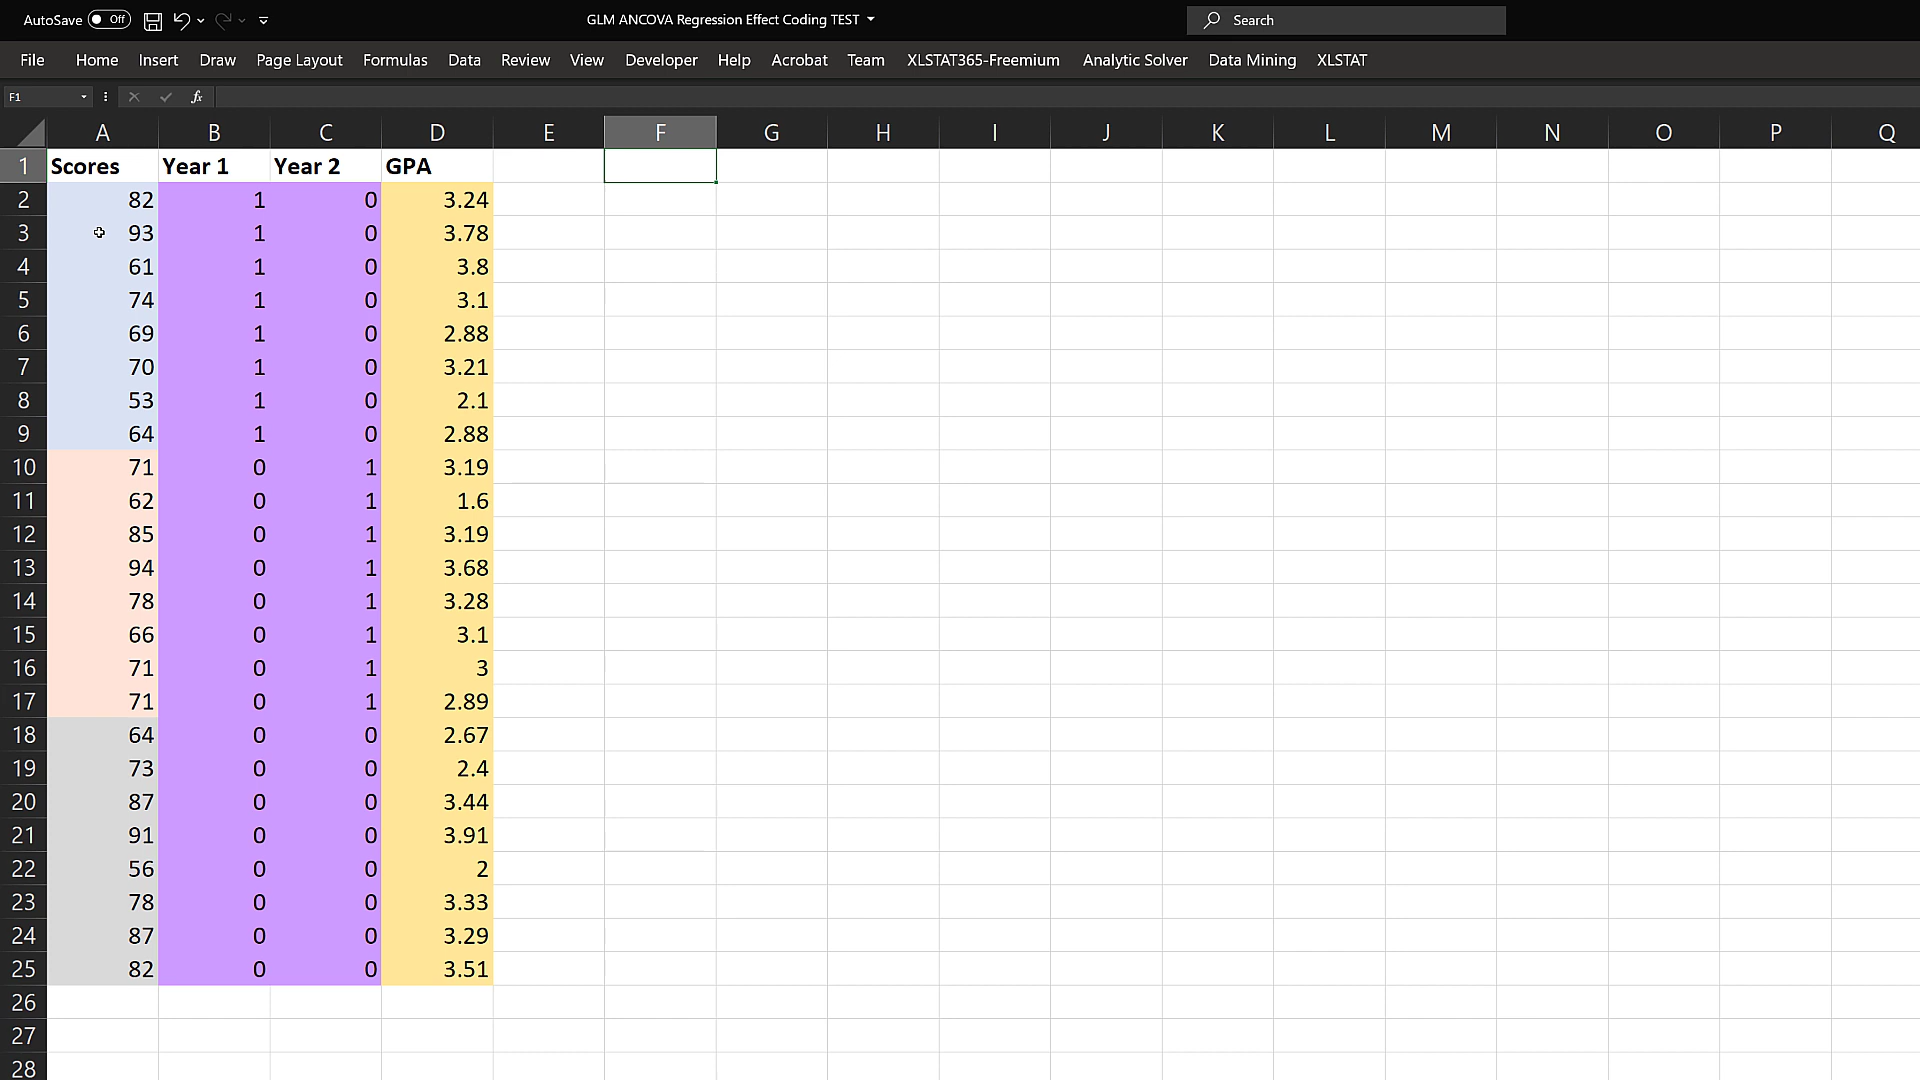 AutoSave Off GLM ANCOVA Regression Effect Coding TEST Search
File Home Insert Draw Page Layout Formulas Data Review View Developer Help Acrobat Team XLSTAT365-Freemium Analytic Solver Data Mining XLSTAT
F1 fx
A B C D E F G H I J K L M N O P Q
1 Scores Year 1 Year 2 GPA
2 82 1 0 3.24
3 93 1 0 3.78
4 61 1 0 3.8
5 74 1 0 3.1
6 69 1 0 2.88
7 70 1 0 3.21
8 53 1 0 2.1
9 64 1 0 2.88
10 71 0 1 3.19
11 62 0 1 1.6
12 85 0 1 3.19
13 94 0 1 3.68
14 78 0 1 3.28
15 66 0 1 3.1
16 71 0 1 3
17 71 0 1 2.89
18 64 0 0 2.67
19 73 0 0 2.4
20 87 0 0 3.44
21 91 0 0 3.91
22 56 0 0 2
23 78 0 0 3.33
24 87 0 0 3.29
25 82 0 0 3.51
26
27
28